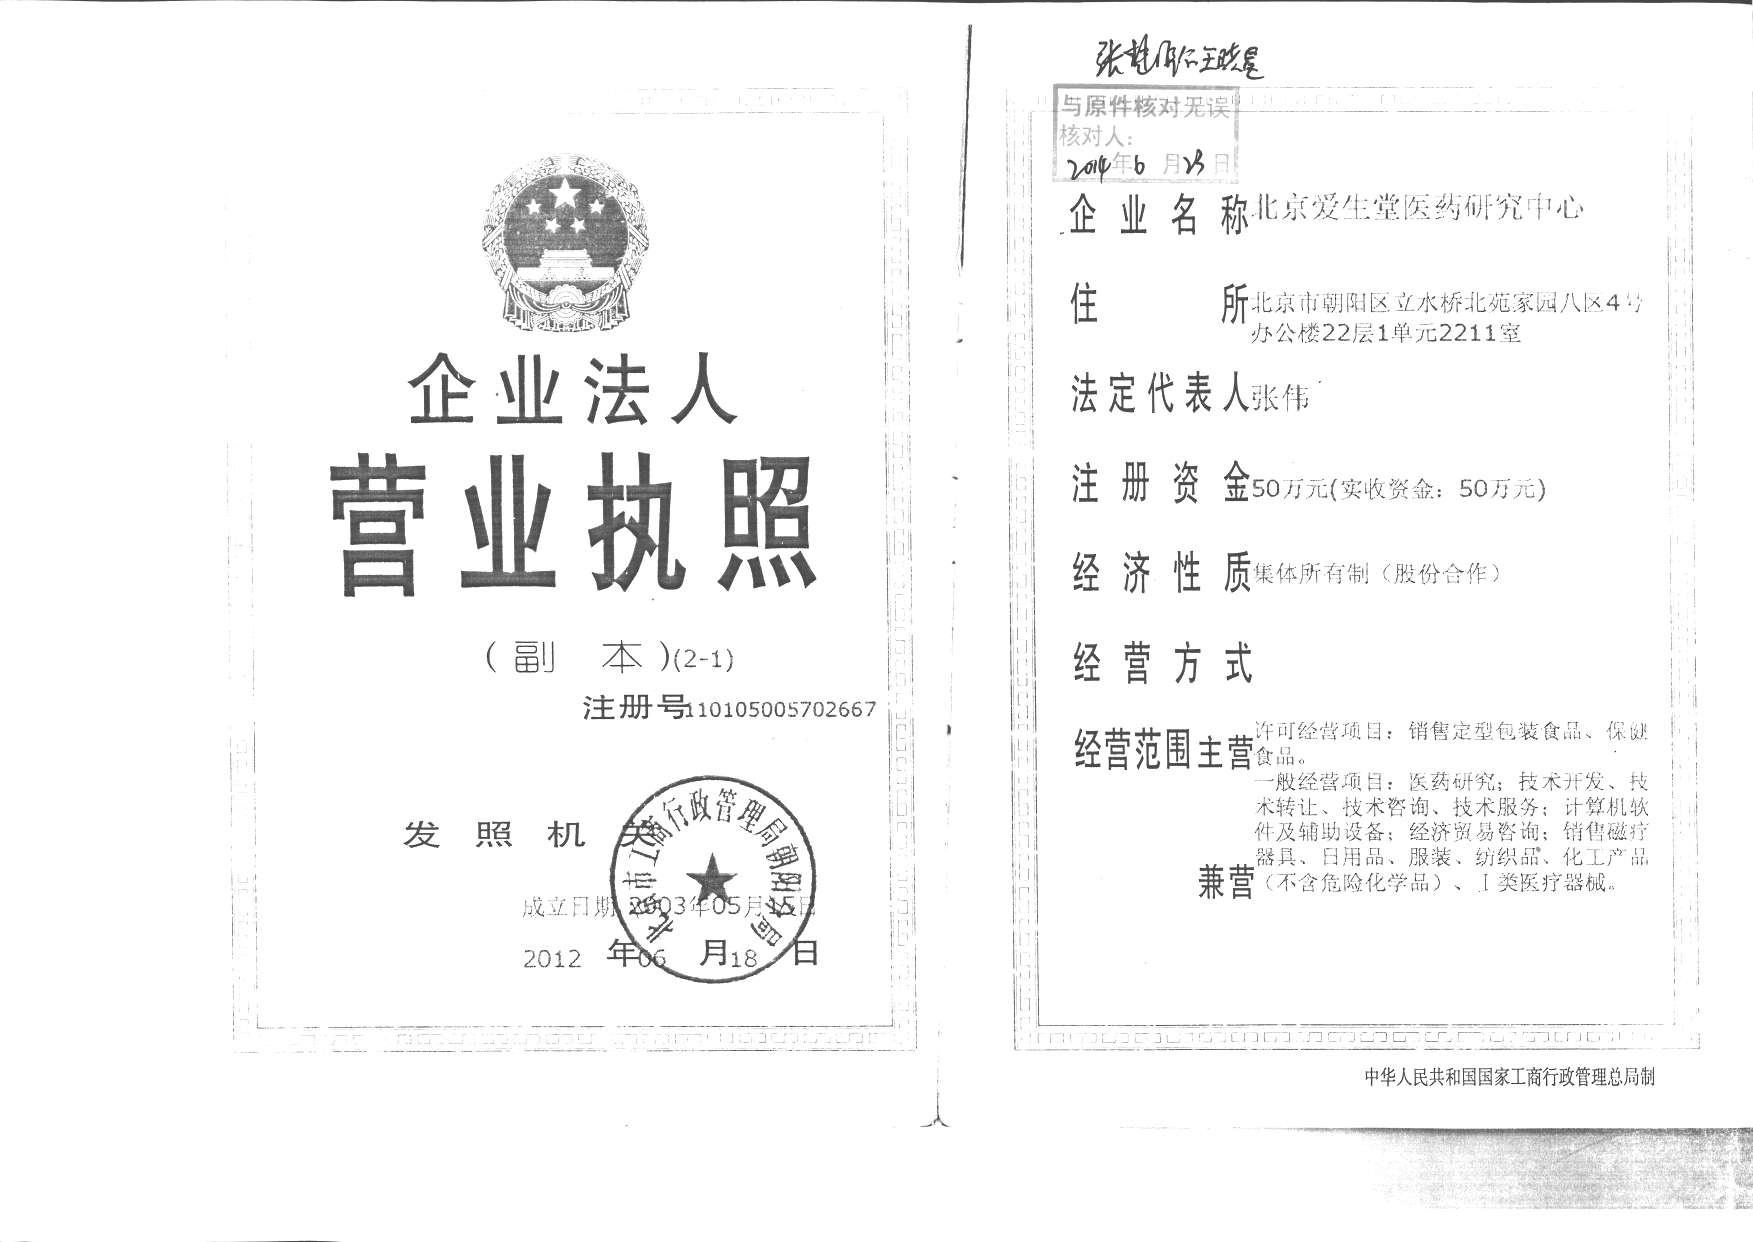 企业法人
营业执照
(副 本)(2-1)
注册号110105005702667
发照机关
北京市工商行政管理局朝阳分局
成立日期 2003年05月15日
2012 年06 月18 日
与原件核对无误
核对人:
2014年6月23日
企业名称 北京爱生堂医药研究中心
住所 北京市朝阳区立水桥北苑家园八区4号
办公楼22层1单元2211室
法定代表人 张伟
注册资金 50万元(实收资金：50万元)
经济性质 集体所有制（股份合作）
经营方式
经营范围 主营 许可经营项目：销售定型包装食品、保健
食品。
一般经营项目：医药研究；技术开发、技
术转让、技术咨询、技术服务；计算机软
件及辅助设备；经济贸易咨询；销售磁疗
器具、日用品、服装、纺织品、化工产品
兼营 （不含危险化学品）、I类医疗器械。
中华人民共和国国家工商行政管理总局制